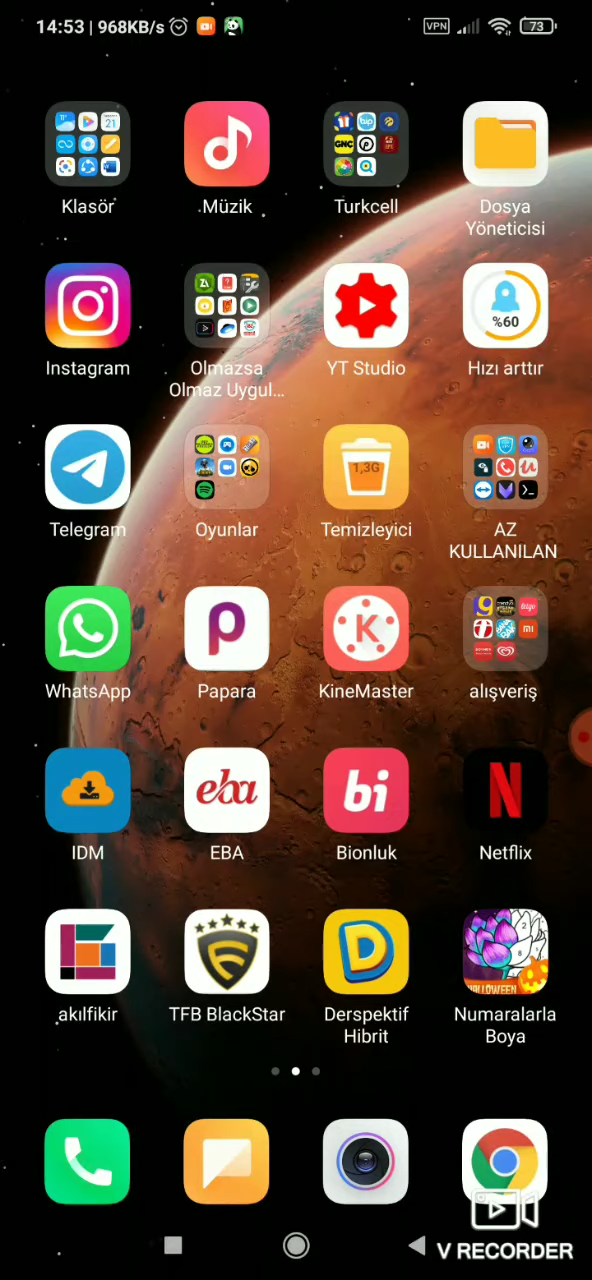 14:53 | 968KB/s
VPN
73
Klasör
Müzik
Turkcell
Dosya
Yöneticisi
Instagram
Olmazsa
Olmaz Uygul...
YT Studio
%60
Hızı arttır
Telegram
Oyunlar
1,3G
Temizleyici
AZ
KULLANILAN
WhatsApp
Papara
KineMaster
alışveriş
IDM
eba
EBA
bi
Bionluk
Netflix
akılfikir
TFB BlackStar
Derspektif
Hibrit
HALLOWEEN
Numaralarla
Boya
V RECORDER